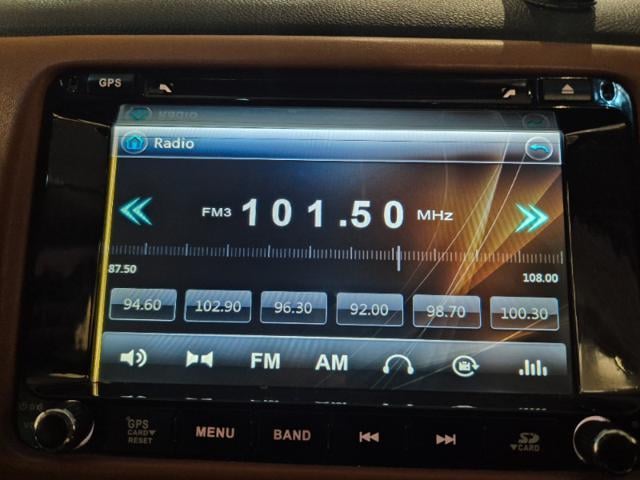 GPS
Radio
Radio
FM3 101.50 MHz
87.50
108.00
94.60 102.90 96.30 92.00 98.70 100.30
FM AM
GPS
CARD
RESET
MENU BAND
SD
CARD